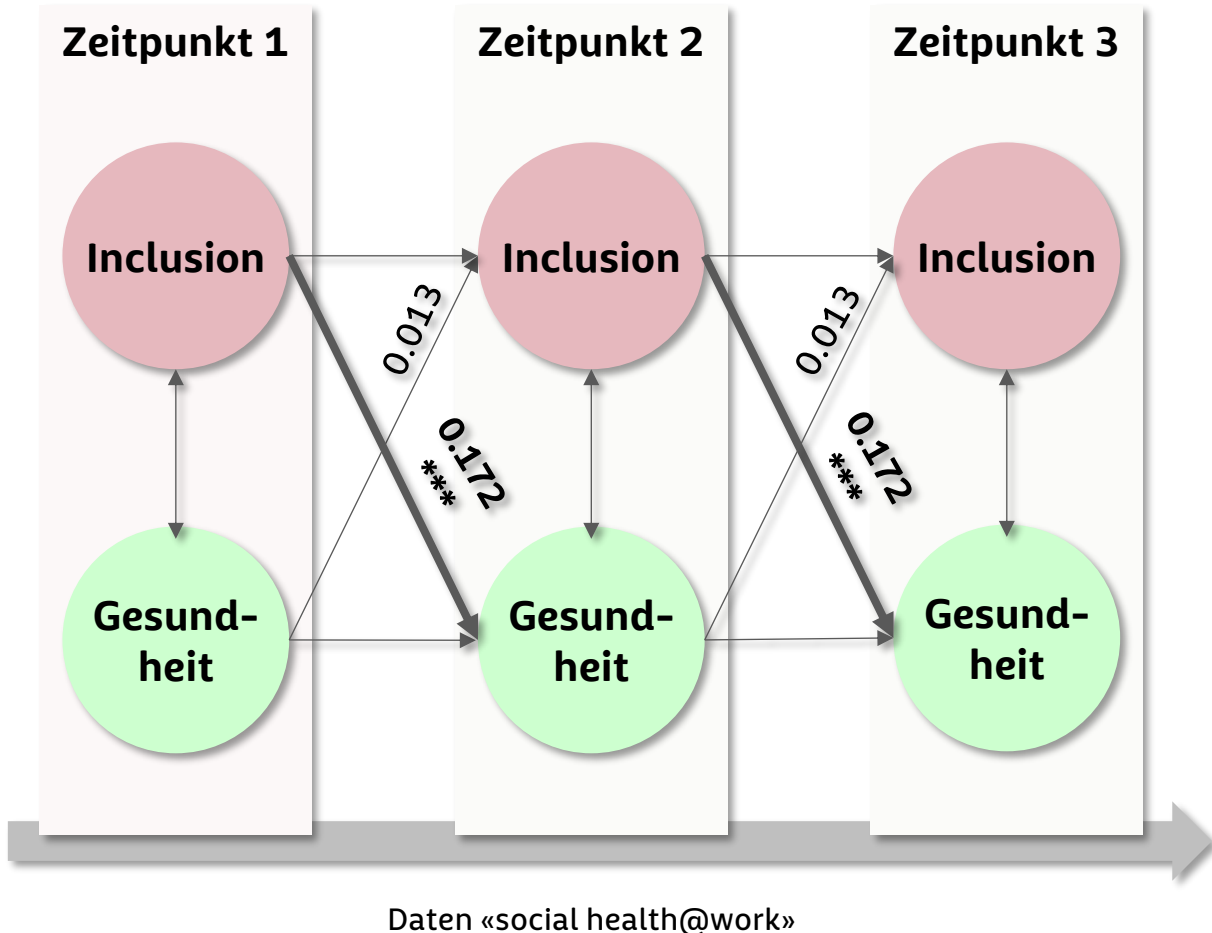 Zeitpunkt 1
Zeitpunkt 2
Zeitpunkt 3
Inclusion
Inclusion
Inclusion
0.013
0.013
0.172
***
0.172
***
Gesund-
heit
Gesund-
heit
Gesund-
heit
Daten «social health@work»